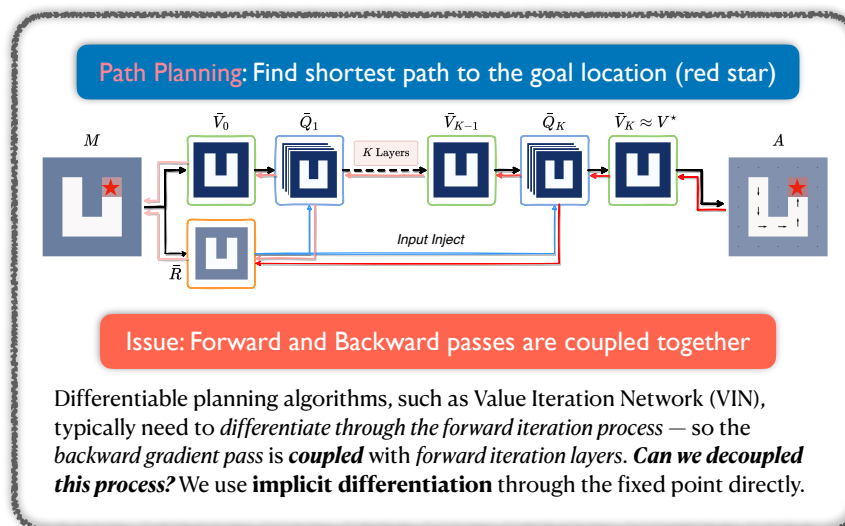 Path Planning: Find shortest path to the goal location (red star)
M
V̄₀
Q̄₁
K Layers
V̄_{K−1}
Q̄_K
V̄_K ≈ V*
A
R̄
Input Inject
Issue: Forward and Backward passes are coupled together
Differentiable planning algorithms, such as Value Iteration Network (VIN),
typically need to differentiate through the forward iteration process — so the
backward gradient pass is coupled with forward iteration layers. Can we decoupled
this process? We use implicit differentiation through the fixed point directly.